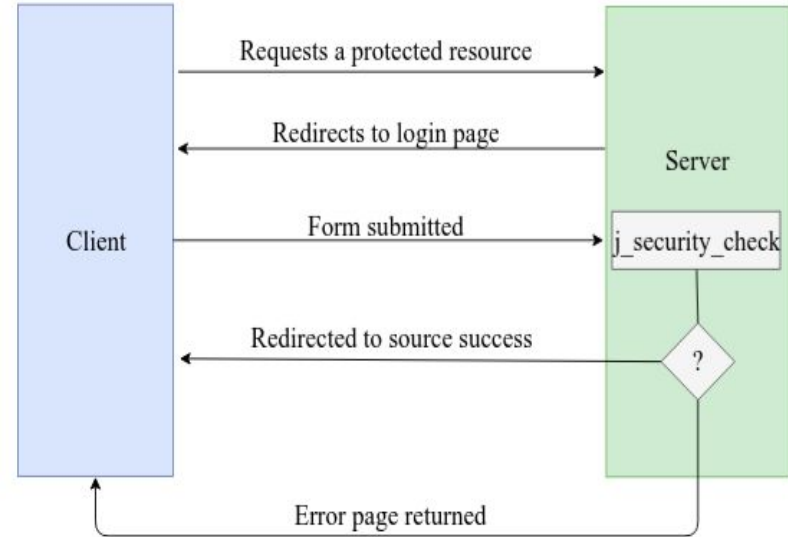 Requests a protected resource
Redirects to login page
Server
Client
Form submitted
j_security_check
Redirected to source success
?
Error page returned